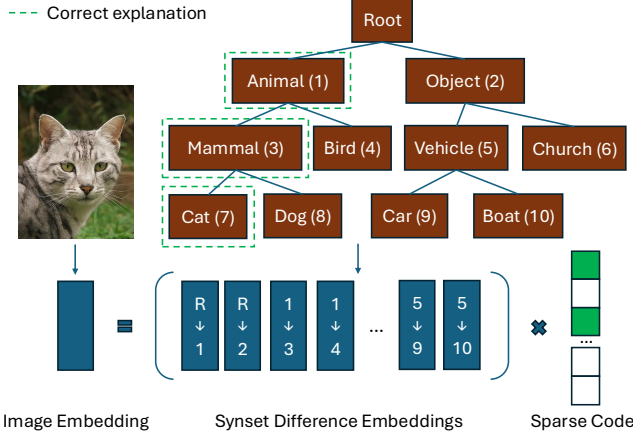 Correct explanation
Root
Animal (1)
Object (2)
Mammal (3)
Bird (4)
Vehicle (5)
Church (6)
Cat (7)
Dog (8)
Car (9)
Boat (10)
=
R ↓ 1
R ↓ 2
1 ↓ 3
1 ↓ 4
...
5 ↓ 9
5 ↓ 10
✖
...
Image Embedding
Synset Difference Embeddings
Sparse Code